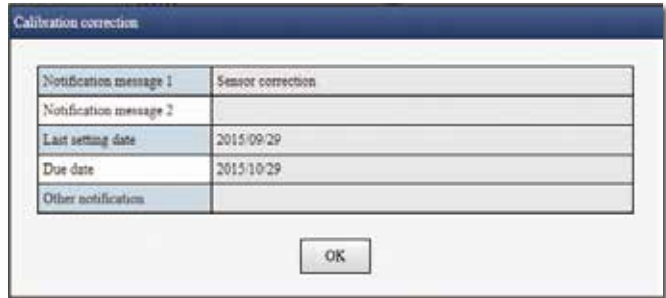 Calibration correction
Notification message 1 Sensor correction
Notification message 2
Last setting date 2015/09/29
Due date 2015/10/29
Other notification
OK